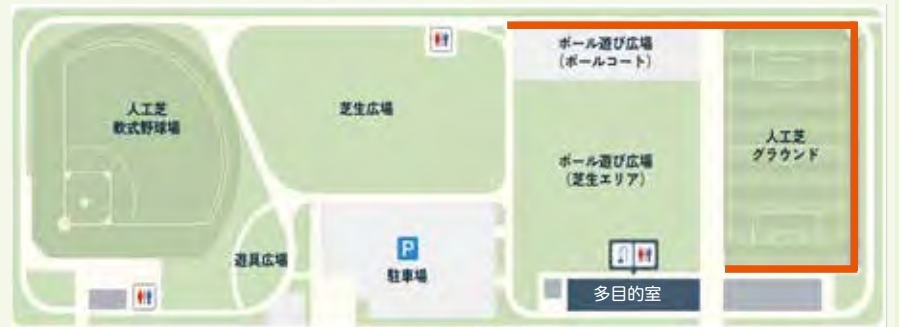 人工芝
軟式野球場
芝生広場
ボール遊び広場
(ボールコート)
人工芝
グラウンド
ボール遊び広場
(芝生エリア)
遊具広場
P
駐車場
多目的室